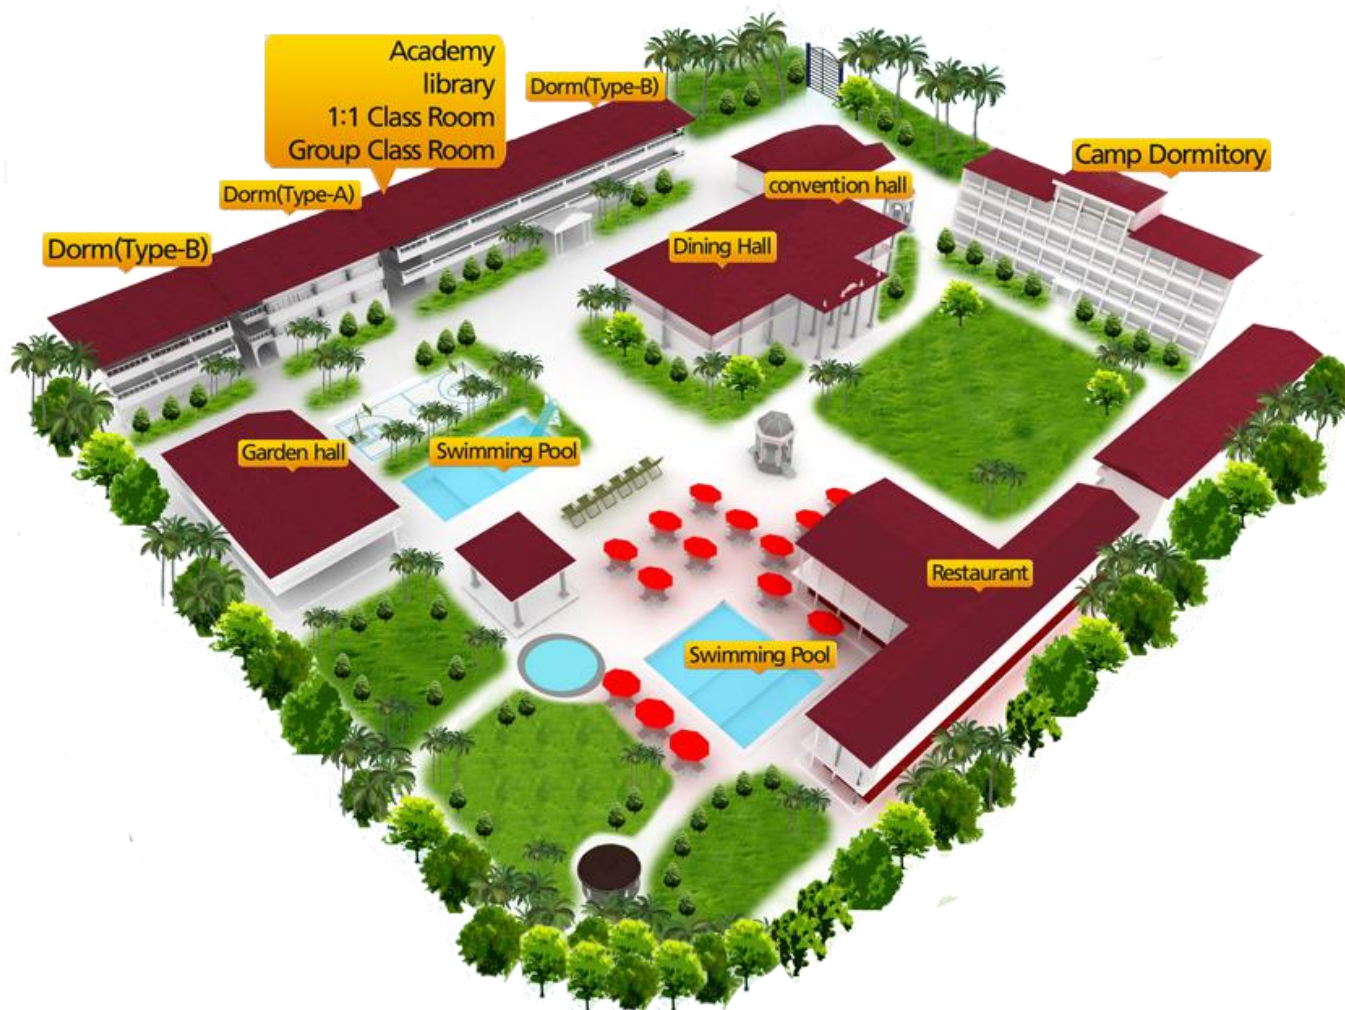 Academy
library
1:1 Class Room
Group Class Room
Dorm(Type-B)
Camp Dormitory
Dorm(Type-A)
convention hall
Dorm(Type-B)
Dining Hall
Garden hall
Swimming Pool
Restaurant
Swimming Pool